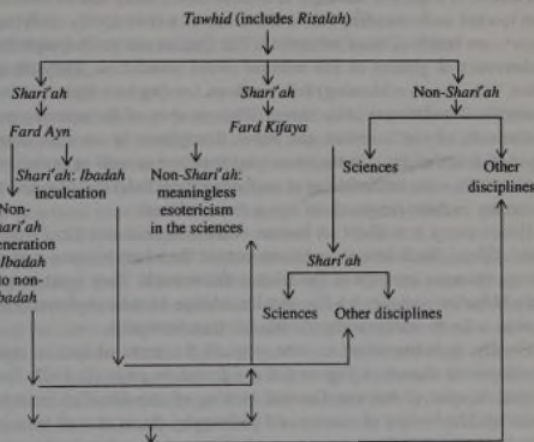 Tawhid (includes Risalah)
Shari'ah
Shari'ah
Non-Shari'ah
Fard Ayn
Fard Kifaya
Shari'ah: Ibadah
inculcation
Non-Shari'ah:
meaningless
esotericism
in the sciences
Sciences
Other
disciplines
Non-
Shari'ah
Sciences
Other disciplines